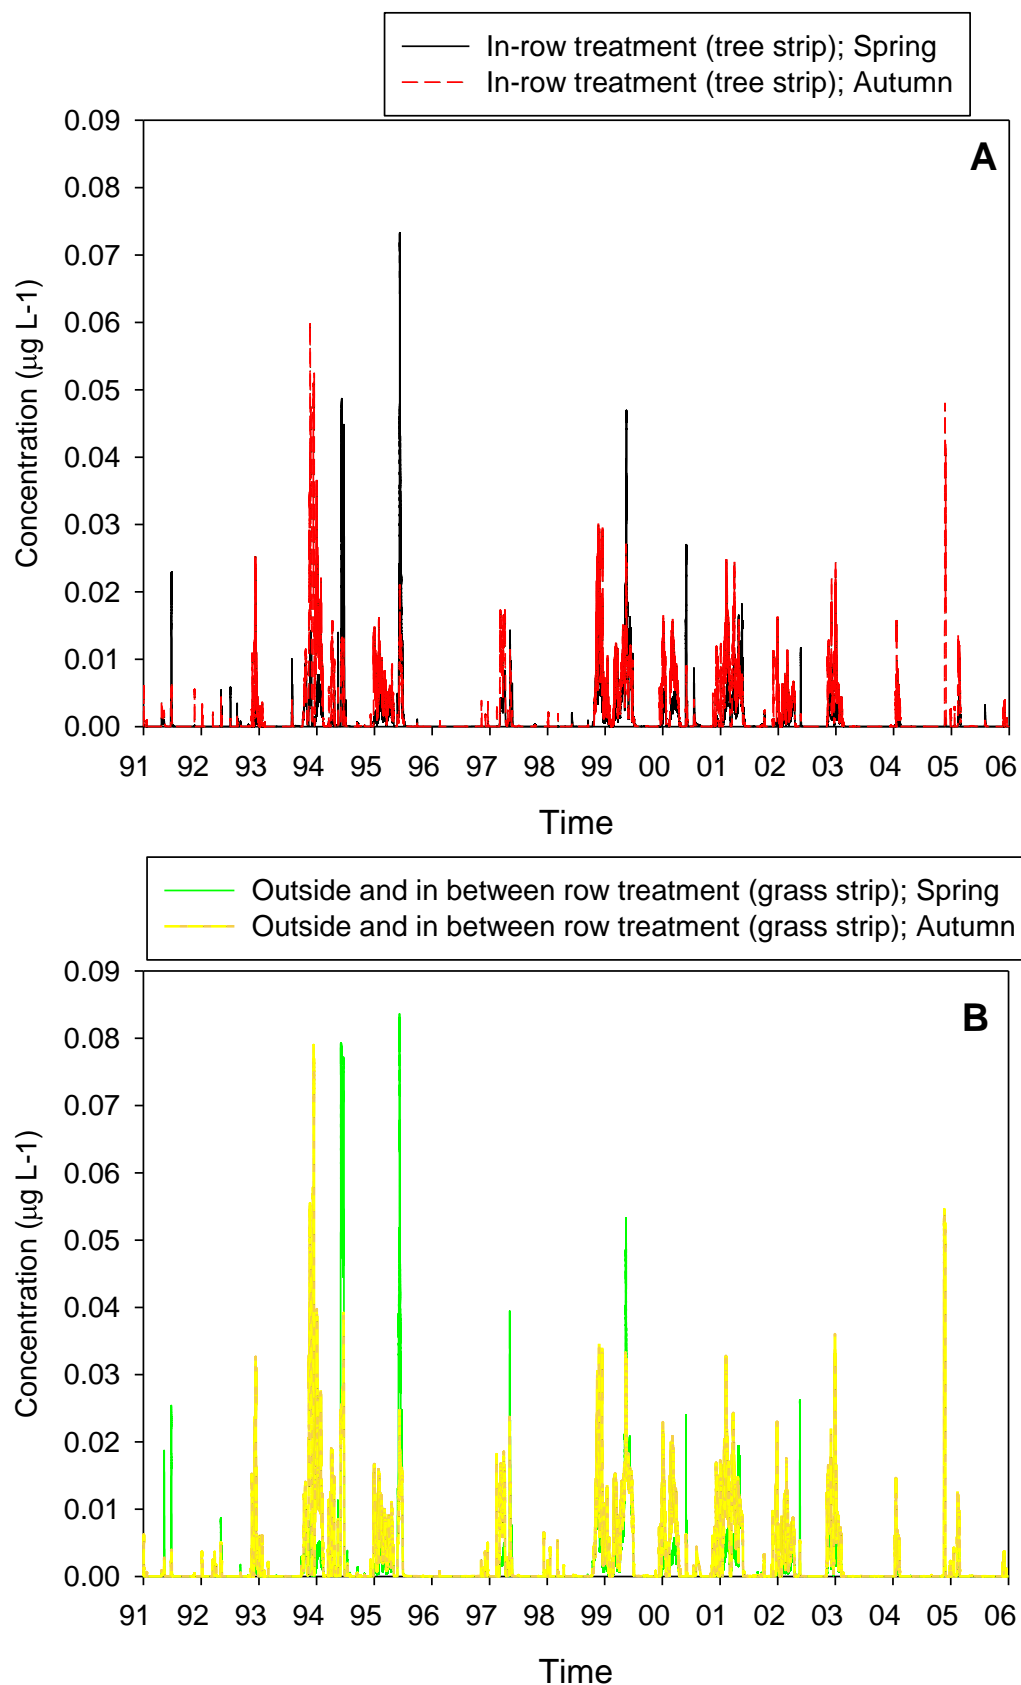 In-row treatment (tree strip); Spring
In-row treatment (tree strip); Autumn
A
0.09
0.08
0.07
0.06
0.05
0.04
0.03
0.02
0.01
0.00
Concentration (μg L-1)
91 92 93 94 95 96 97 98 99 00 01 02 03 04 05 06
Time
Outside and in between row treatment (grass strip); Spring
Outside and in between row treatment (grass strip); Autumn
B
0.09
0.08
0.07
0.06
0.05
0.04
0.03
0.02
0.01
0.00
Concentration (μg L-1)
91 92 93 94 95 96 97 98 99 00 01 02 03 04 05 06
Time